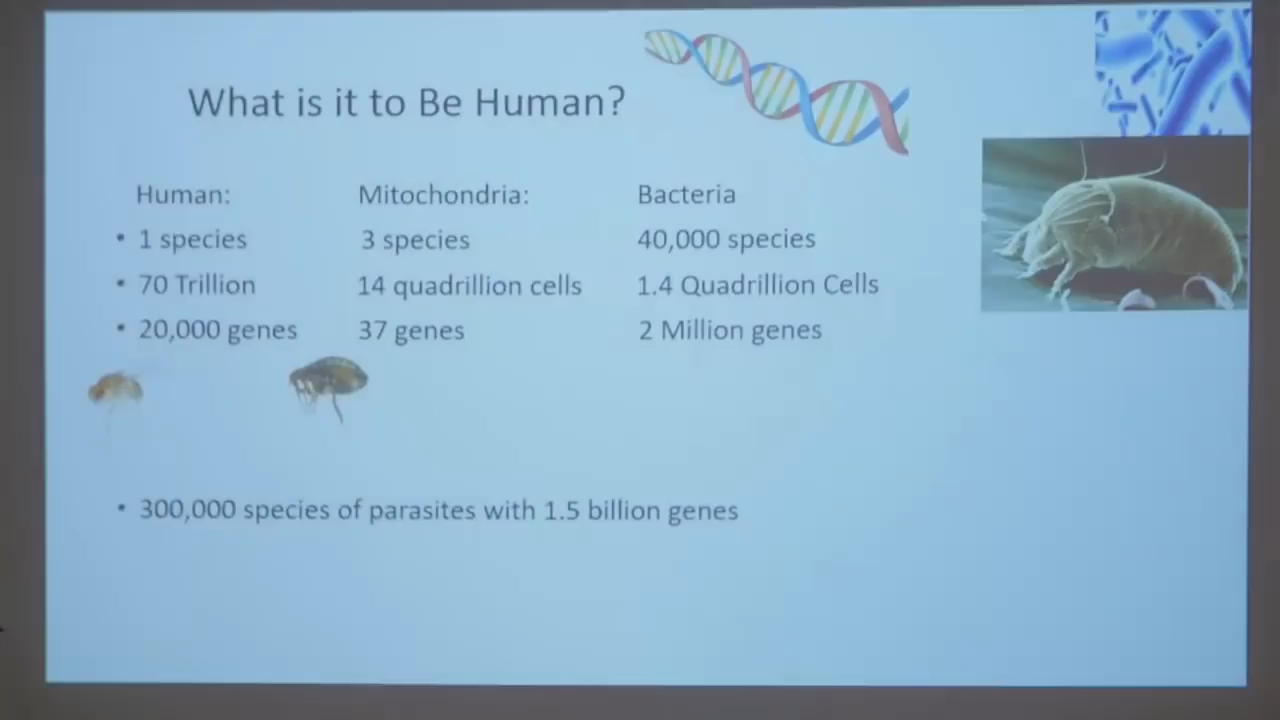 What is it to Be Human?
Human: Mitochondria: Bacteria
• 1 species 3 species 40,000 species
• 70 Trillion 14 quadrillion cells 1.4 Quadrillion Cells
• 20,000 genes 37 genes 2 Million genes
• 300,000 species of parasites with 1.5 billion genes